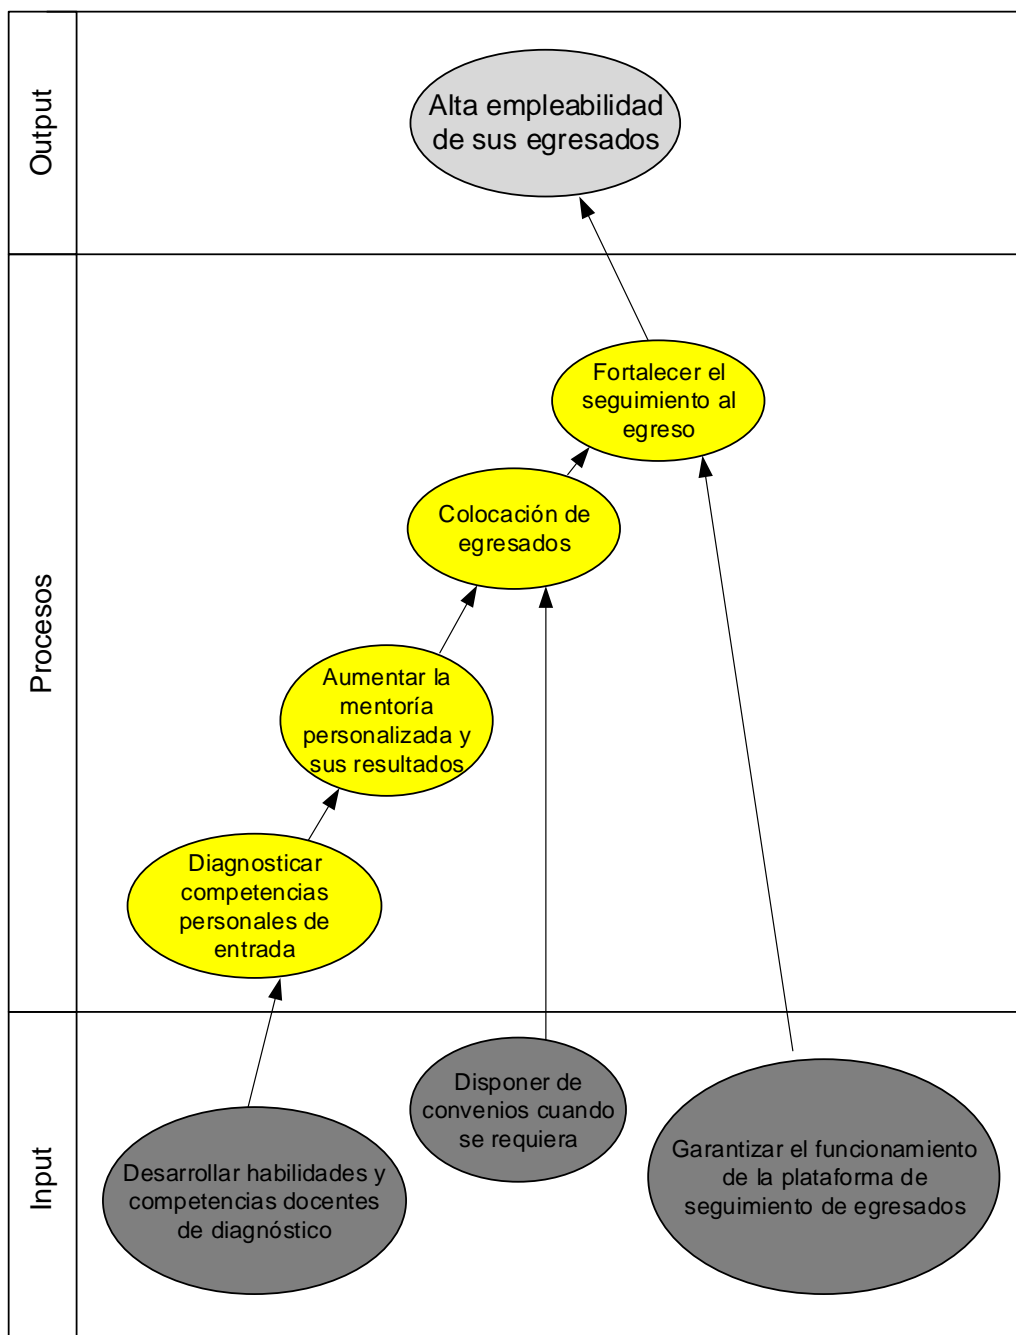 Output
Alta empleabilidad
de sus egresados
Procesos
Fortalecer el
seguimiento al
egreso
Colocación de
egresados
Aumentar la
mentoría
personalizada y
sus resultados
Diagnosticar
competencias
personales de
entrada
Input
Desarrollar habilidades y
competencias docentes
de diagnóstico
Disponer de
convenios cuando
se requiera
Garantizar el funcionamiento
de la plataforma de
seguimiento de egresados